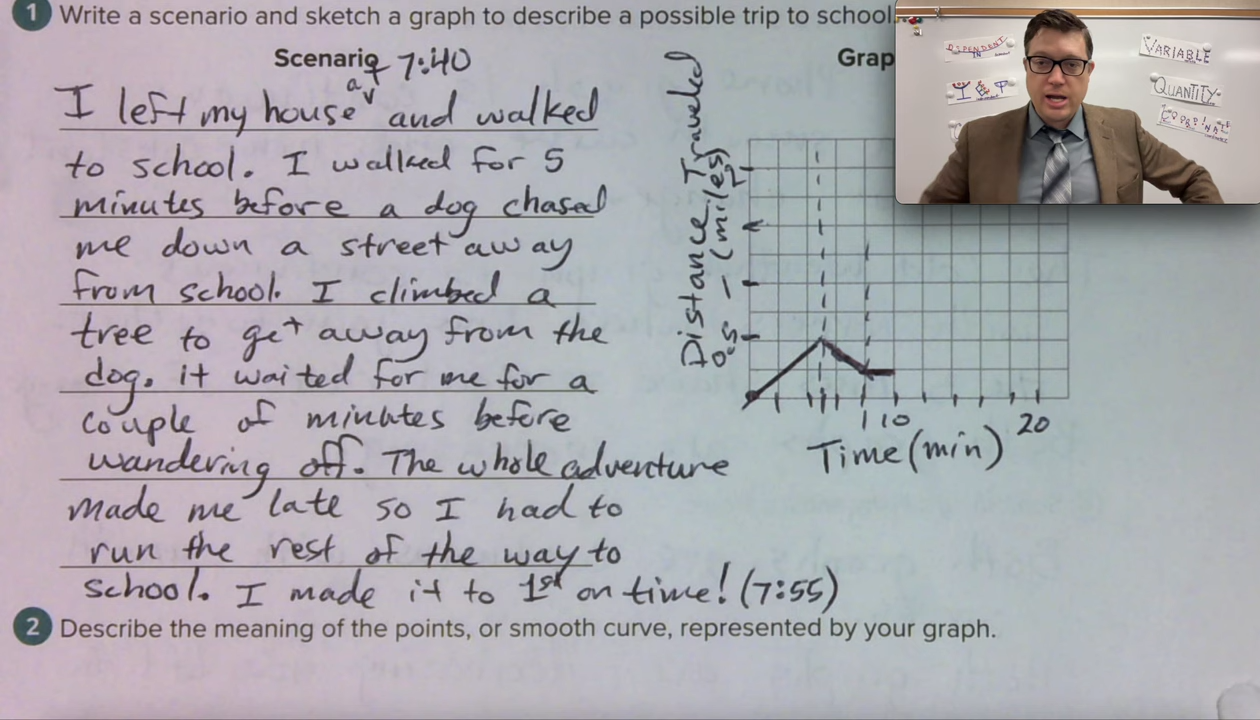 1 Write a scenario and sketch a graph to describe a possible trip to school.
Scenario
Grap
at 7:40
I left my house and walked
to school. I walked for 5
minutes before a dog chased
me down a street away
from school. I climbed a
tree to get away from the
dog. it waited for me for a
couple of minutes before
wandering off. The whole adventure
made me late so I had to
run the rest of the way to
school. I made it to 1st on time! (7:55)
Distance Traveled
(miles)
0.5
10
20
Time (min)
DEPENDENT
VARIABLE
QUANTITY
2 Describe the meaning of the points, or smooth curve, represented by your graph.